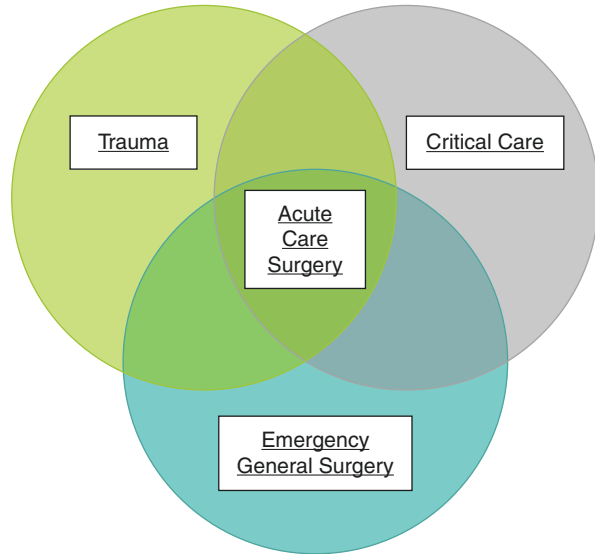 Trauma
Critical Care
Acute
Care
Surgery
Emergency
General Surgery